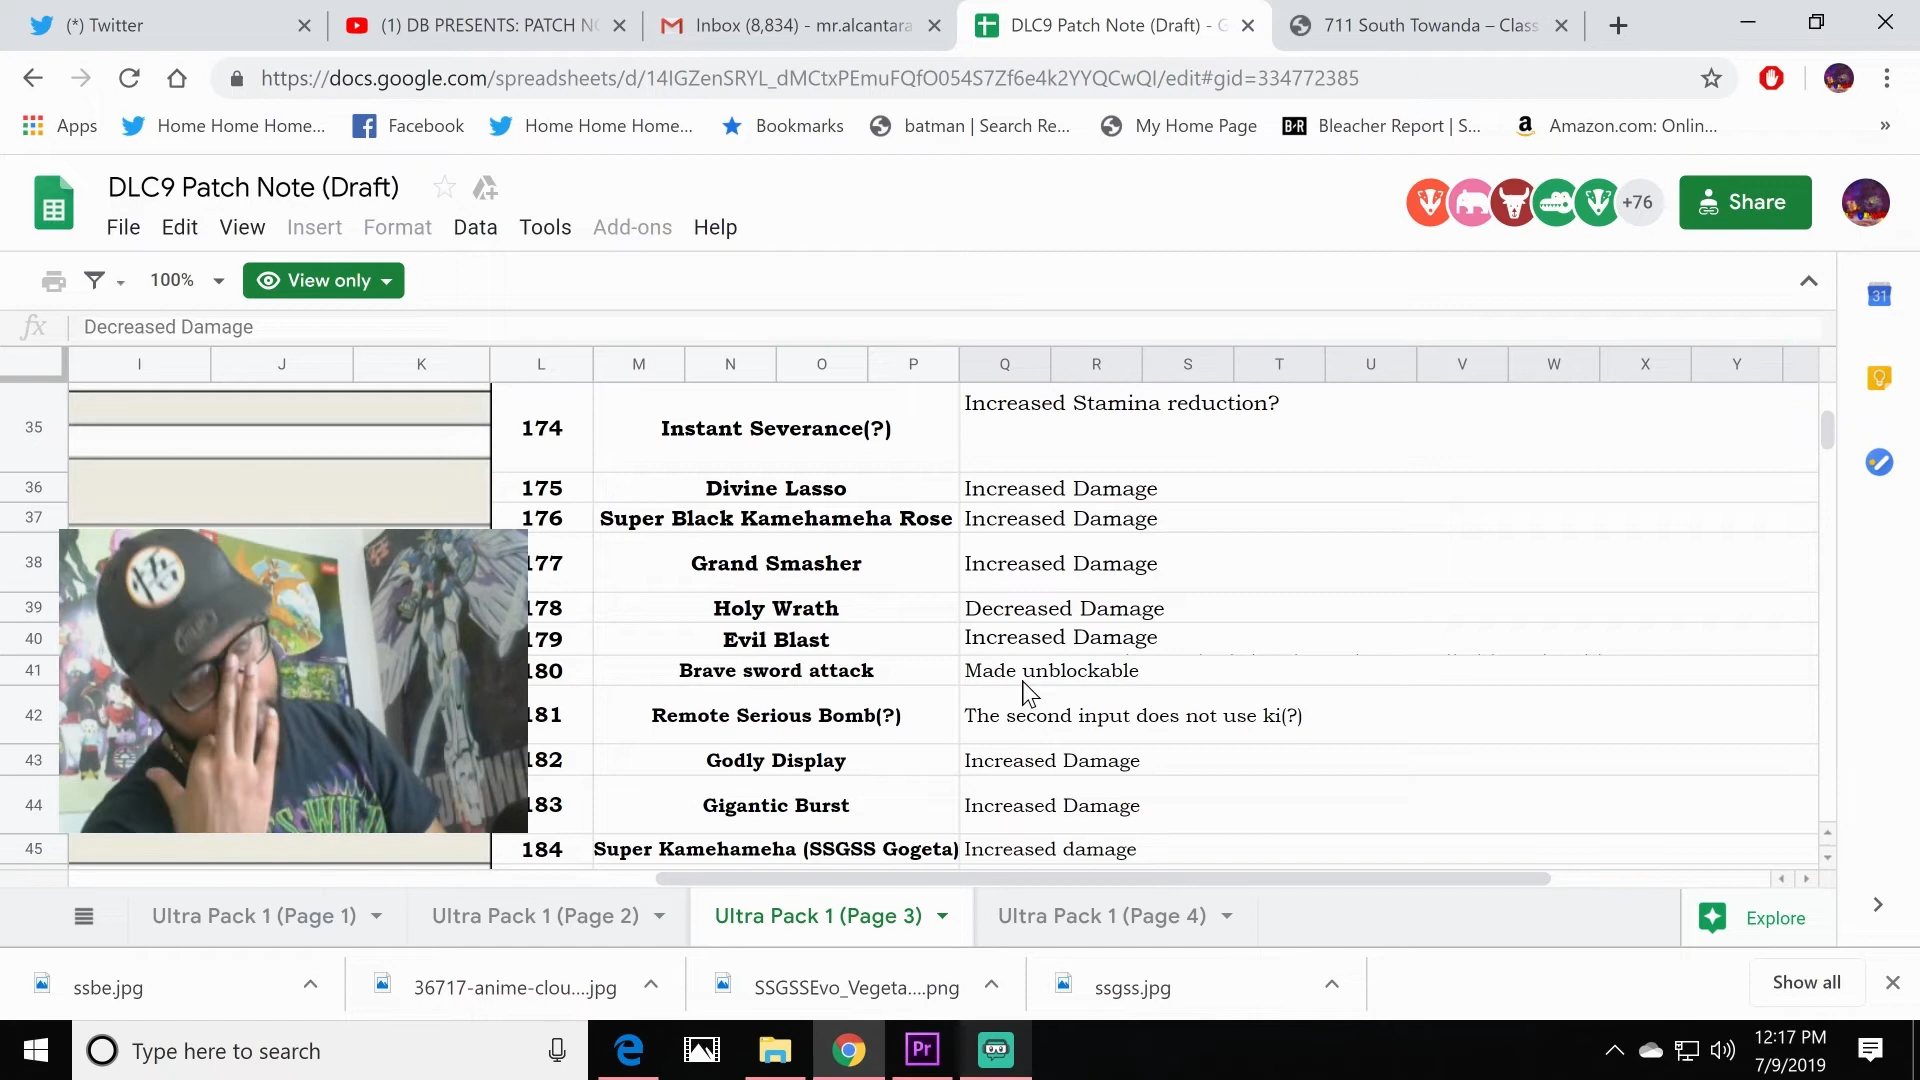 (*) Twitter
(1) DB PRESENTS: PATCH NO
Inbox (8,834) - mr.alcantara
DLC9 Patch Note (Draft) - G
711 South Towanda – Class
https://docs.google.com/spreadsheets/d/14IGZenSRYL_dMCtxPEmuFQfO054S7Zf6e4k2YYQCwQI/edit#gid=334772385
Apps
Home Home Home...
Facebook
Home Home Home...
Bookmarks
batman | Search Re...
My Home Page
B/R
Bleacher Report | S...
Amazon.com: Onlin...
DLC9 Patch Note (Draft)
+76
Share
File Edit View Insert Format Data Tools Add-ons Help
100%
View only
31
fx Decreased Damage
I J K L M N O P Q R S T U V W X Y
35 174 Instant Severance(?) Increased Stamina reduction?
36 175 Divine Lasso Increased Damage
37 176 Super Black Kamehameha Rose Increased Damage
38 177 Grand Smasher Increased Damage
39 178 Holy Wrath Decreased Damage
40 179 Evil Blast Increased Damage
41 180 Brave sword attack Made unblockable
42 181 Remote Serious Bomb(?) The second input does not use ki(?)
43 182 Godly Display Increased Damage
44 183 Gigantic Burst Increased Damage
45 184 Super Kamehameha (SSGSS Gogeta) Increased damage
Ultra Pack 1 (Page 1)
Ultra Pack 1 (Page 2)
Ultra Pack 1 (Page 3)
Ultra Pack 1 (Page 4)
Explore
ssbe.jpg
36717-anime-clou....jpg
SSGSSEvo_Vegeta....png
ssgss.jpg
Show all
Type here to search
Pr
12:17 PM
7/9/2019